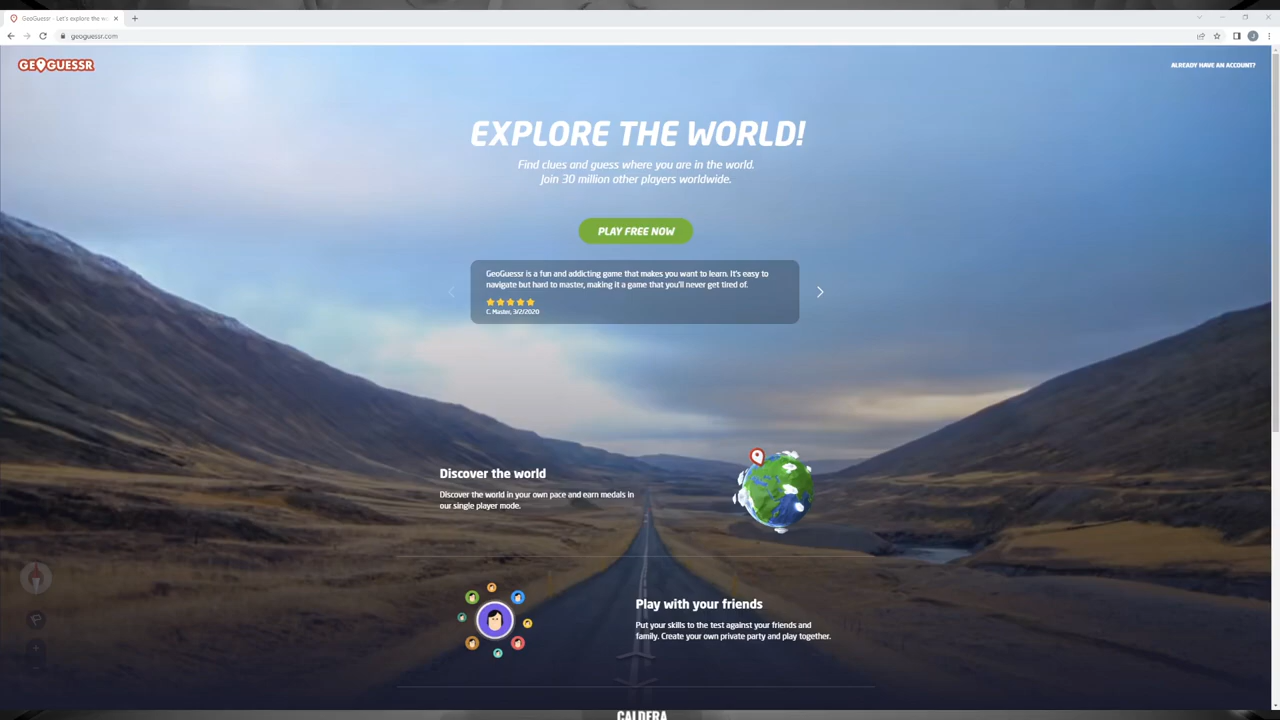 GeoGuessr - Let's explore the wo
geoguessr.com
J
GEOGUESSR
ALREADY HAVE AN ACCOUNT?
EXPLORE THE WORLD!
Find clues and guess where you are in the world.
Join 30 million other players worldwide.
PLAY FREE NOW
GeoGuessr is a fun and addicting game that makes you want to learn. It's easy to
navigate but hard to master, making it a game that you'll never get tired of.
C. Master, 3/2/2020
Discover the world
Discover the world in your own pace and earn medals in
our single player mode.
Play with your friends
Put your skills to the test against your friends and
family. Create your own private party and play together.
CALDERA